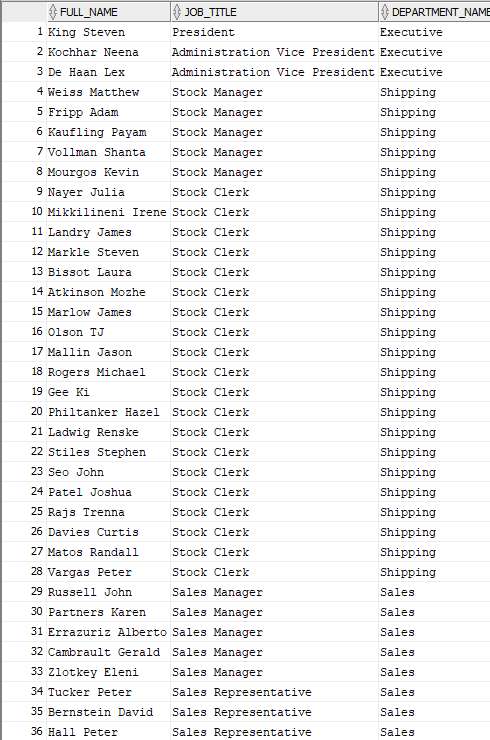 FULL_NAME JOB_TITLE DEPARTMENT_NAME
1 King Steven President Executive
2 Kochhar Neena Administration Vice President Executive
3 De Haan Lex Administration Vice President Executive
4 Weiss Matthew Stock Manager Shipping
5 Fripp Adam Stock Manager Shipping
6 Kaufling Payam Stock Manager Shipping
7 Vollman Shanta Stock Manager Shipping
8 Mourgos Kevin Stock Manager Shipping
9 Nayer Julia Stock Clerk Shipping
10 Mikkilineni Irene Stock Clerk Shipping
11 Landry James Stock Clerk Shipping
12 Markle Steven Stock Clerk Shipping
13 Bissot Laura Stock Clerk Shipping
14 Atkinson Mozhe Stock Clerk Shipping
15 Marlow James Stock Clerk Shipping
16 Olson TJ Stock Clerk Shipping
17 Mallin Jason Stock Clerk Shipping
18 Rogers Michael Stock Clerk Shipping
19 Gee Ki Stock Clerk Shipping
20 Philtanker Hazel Stock Clerk Shipping
21 Ladwig Renske Stock Clerk Shipping
22 Stiles Stephen Stock Clerk Shipping
23 Seo John Stock Clerk Shipping
24 Patel Joshua Stock Clerk Shipping
25 Rajs Trenna Stock Clerk Shipping
26 Davies Curtis Stock Clerk Shipping
27 Matos Randall Stock Clerk Shipping
28 Vargas Peter Stock Clerk Shipping
29 Russell John Sales Manager Sales
30 Partners Karen Sales Manager Sales
31 Errazuriz Alberto Sales Manager Sales
32 Cambrault Gerald Sales Manager Sales
33 Zlotkey Eleni Sales Manager Sales
34 Tucker Peter Sales Representative Sales
35 Bernstein David Sales Representative Sales
36 Hall Peter Sales Representative Sales